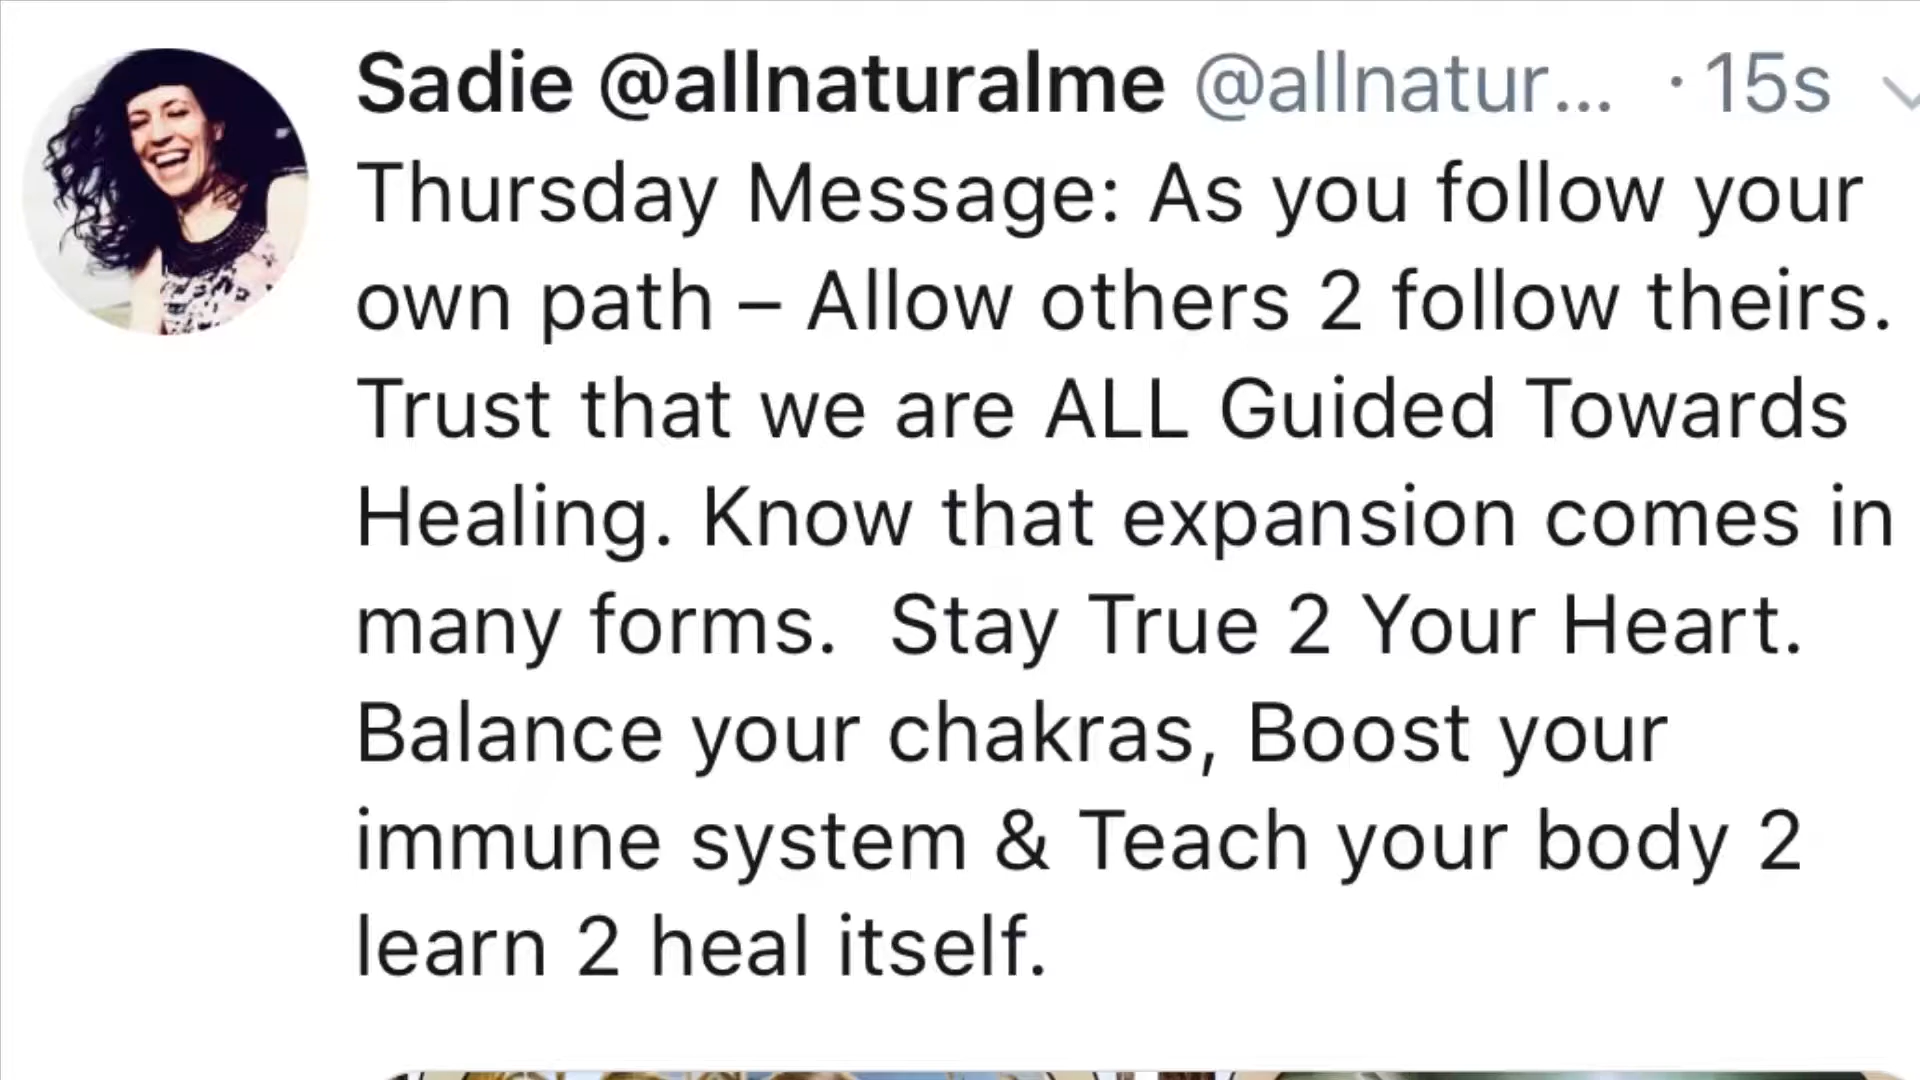 Sadie @allnaturalme @allnatur... · 15s
Thursday Message: As you follow your
own path – Allow others 2 follow theirs.
Trust that we are ALL Guided Towards
Healing. Know that expansion comes in
many forms.  Stay True 2 Your Heart.
Balance your chakras, Boost your
immune system & Teach your body 2
learn 2 heal itself.